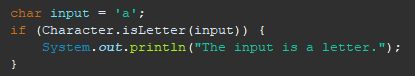 char input = 'a';
if (Character.isLetter(input)) {
    System.out.println("The input is a letter.");
}